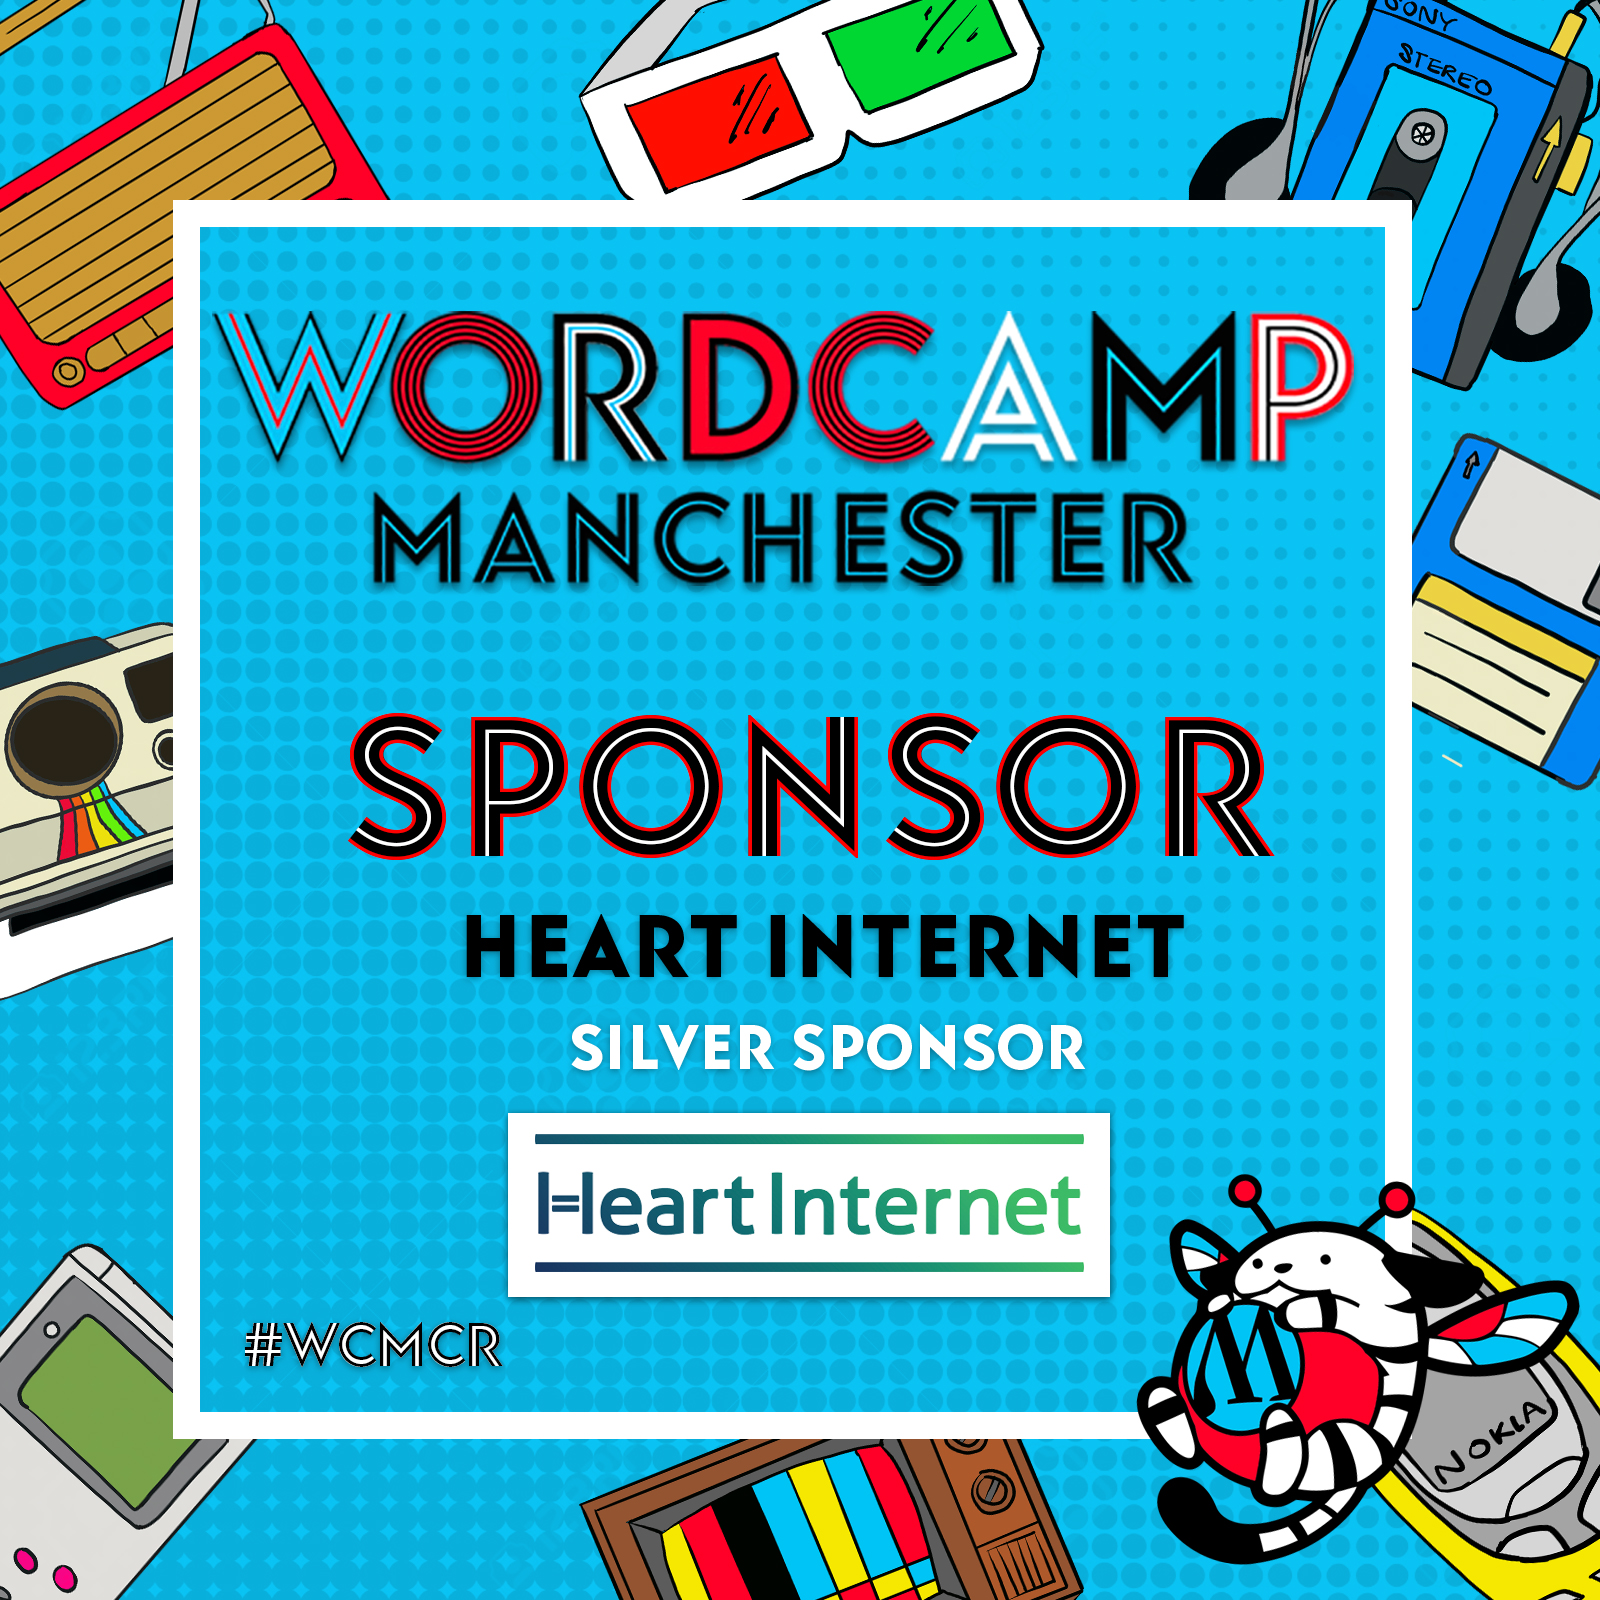 SONY
STEREO
WORDCAMP
MANCHESTER
SPONSOR
HEART INTERNET
SILVER SPONSOR
Heart Internet
#WCMCR
W
NOKIA